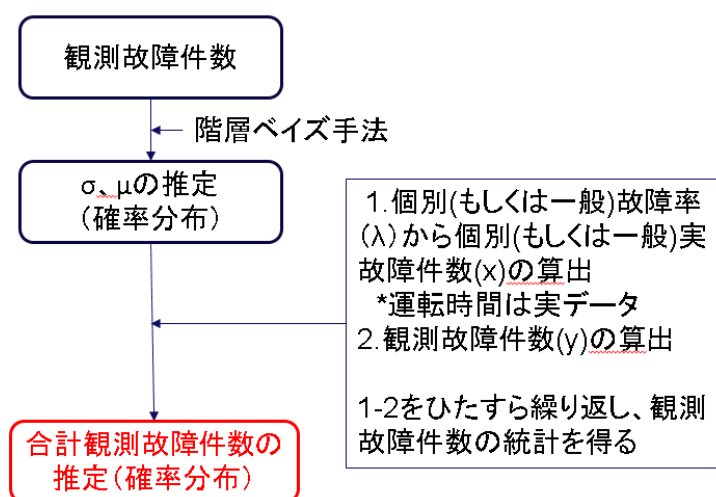 観測故障件数
階層ベイズ手法
σ、μの推定
(確率分布)
1.個別(もしくは一般)故障率
(λ)から個別(もしくは一般)実
故障件数(x)の算出
*運転時間は実データ
2.観測故障件数(y)の算出
1-2をひたすら繰り返し、観測
故障件数の統計を得る
合計観測故障件数の
推定(確率分布)